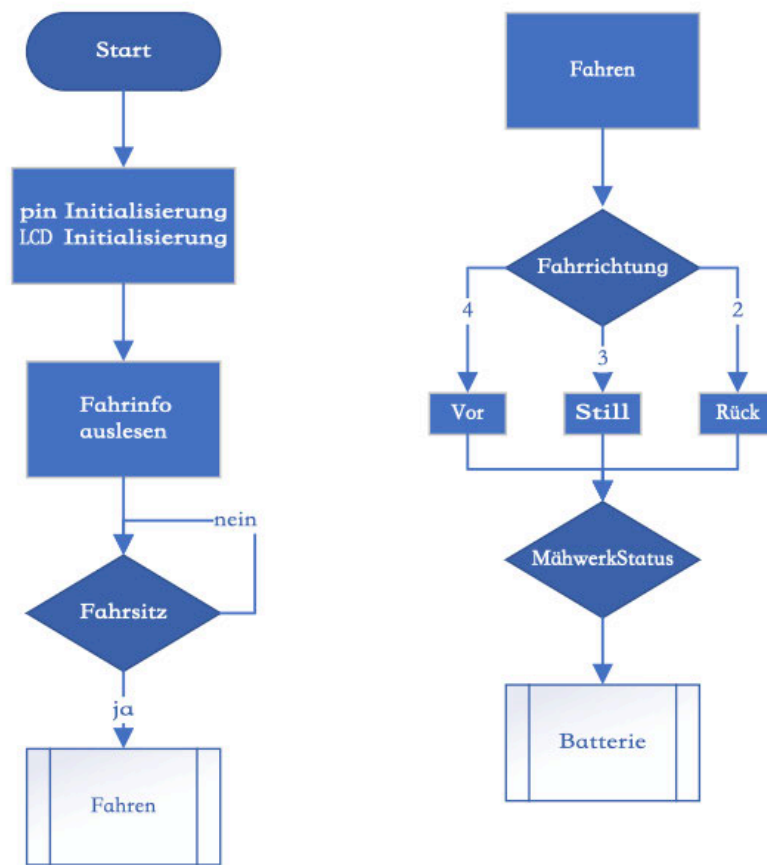 Start
pin Initialisierung
LCD Initialisierung
Fahrinfo
auslesen
nein
Fahrsitz
ja
Fahren
Fahren
Fahrrichtung
4
3
2
Vor
Still
Rück
MähwerkStatus
Batterie